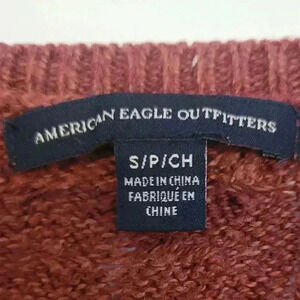 AMERICAN EAGLE OUTFITTERS
S/P/CH
MADE IN CHINA
FABRIQUÉ EN
CHINE